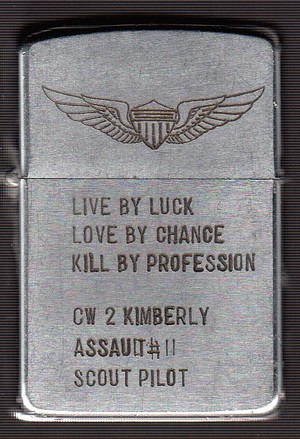 LIVE BY LUCK
LOVE BY CHANCE
KILL BY PROFESSION
CW 2 KIMBERLY
ASSAULT#11
SCOUT PILOT